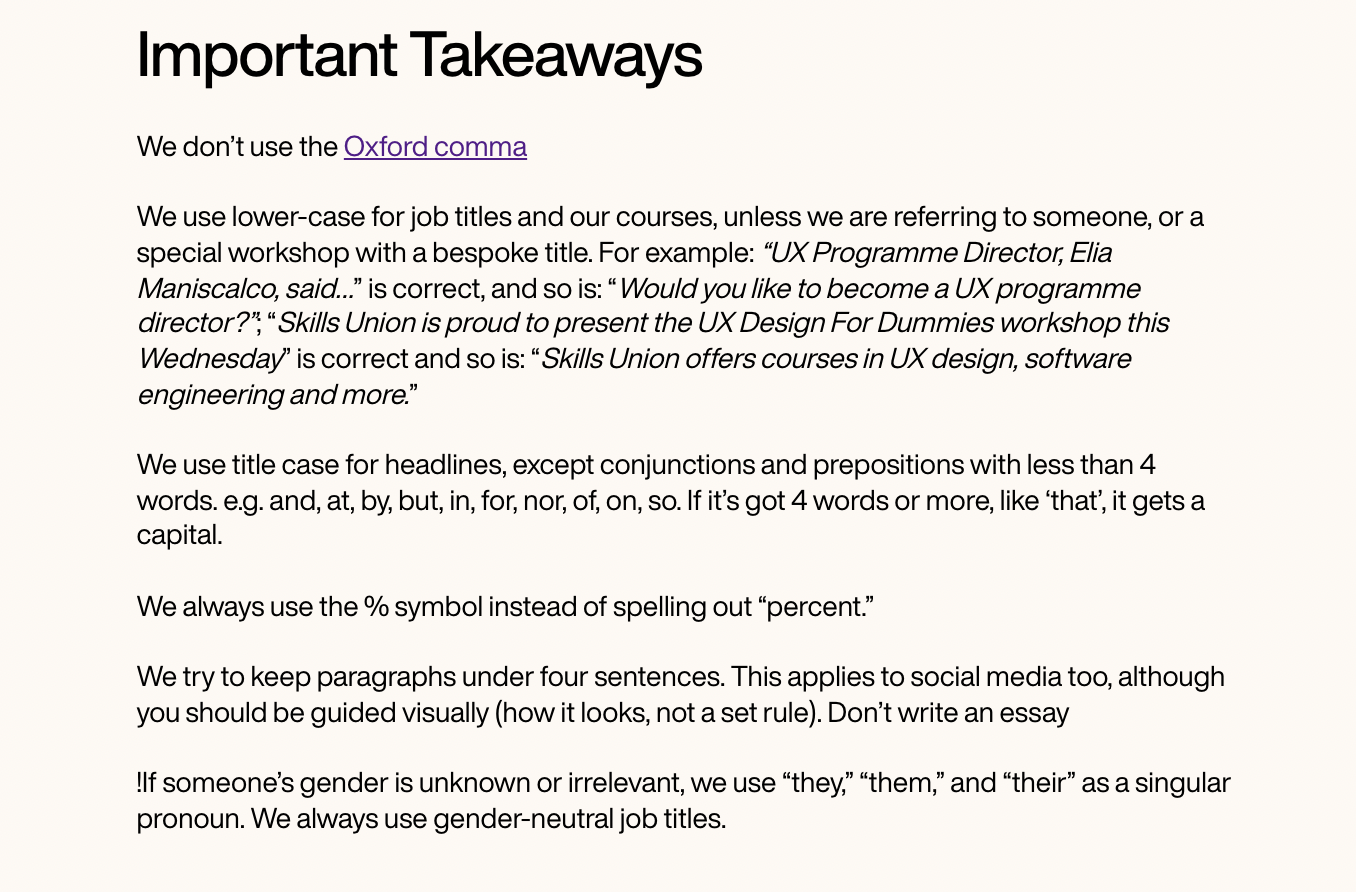 Important Takeaways
We don’t use the Oxford comma
We use lower-case for job titles and our courses, unless we are referring to someone, or a
special workshop with a bespoke title. For example: “UX Programme Director, Elia
Maniscalco, said...” is correct, and so is: “Would you like to become a UX programme
director?”; “Skills Union is proud to present the UX Design For Dummies workshop this
Wednesday” is correct and so is: “Skills Union offers courses in UX design, software
engineering and more.”
We use title case for headlines, except conjunctions and prepositions with less than 4
words. e.g. and, at, by, but, in, for, nor, of, on, so. If it’s got 4 words or more, like ‘that’, it gets a
capital.
We always use the % symbol instead of spelling out “percent.”
We try to keep paragraphs under four sentences. This applies to social media too, although
you should be guided visually (how it looks, not a set rule). Don’t write an essay
!If someone’s gender is unknown or irrelevant, we use “they,” “them,” and “their” as a singular
pronoun. We always use gender-neutral job titles.